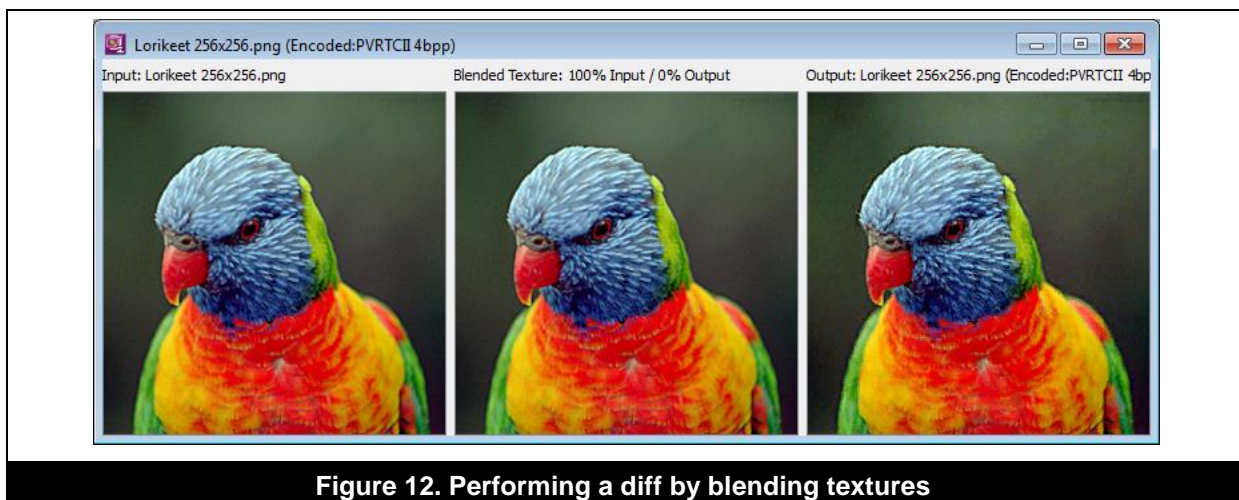 Lorikeet 256x256.png (Encoded:PVRTCII 4bpp)
Input: Lorikeet 256x256.png
Blended Texture: 100% Input / 0% Output
Output: Lorikeet 256x256.png (Encoded:PVRTCII 4bp
Figure 12. Performing a diff by blending textures